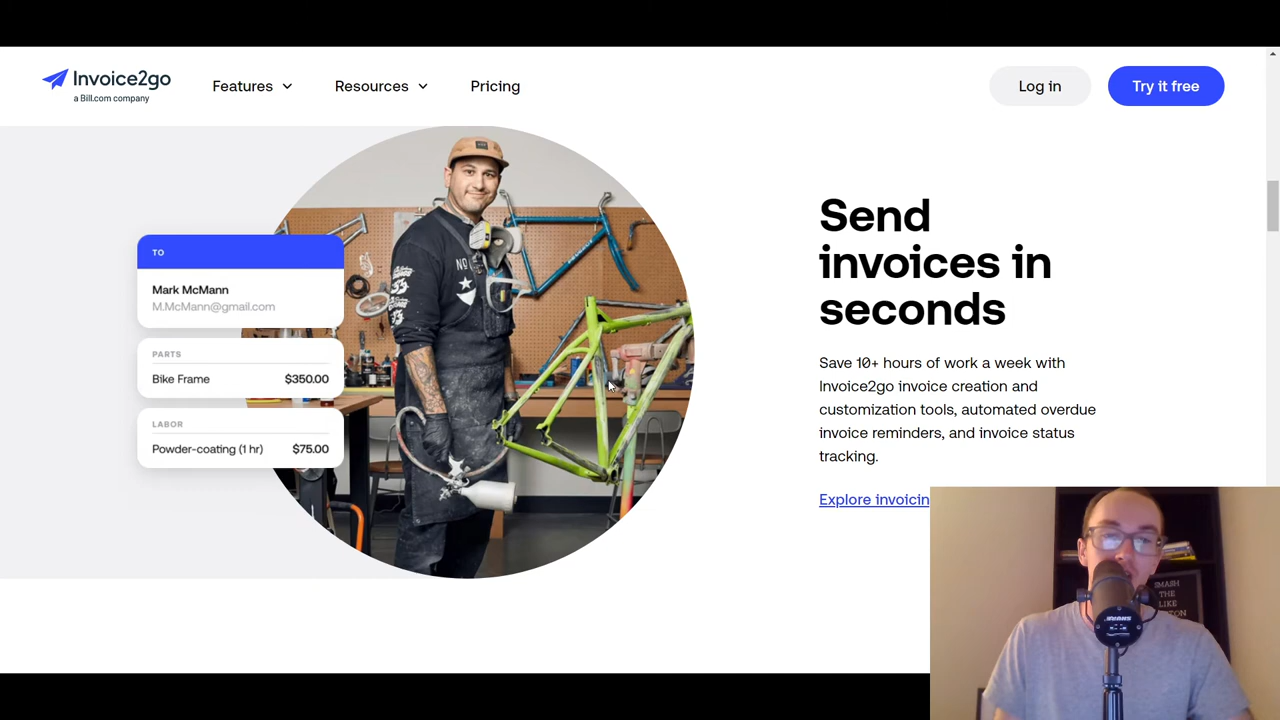 Invoice2go
a Bill.com company
Features
Resources
Pricing
Log in
Try it free
TO
Mark McMann
M.McMann@gmail.com
PARTS
Bike Frame $350.00
LABOR
Powder-coating (1 hr) $75.00
Send
invoices in
seconds
Save 10+ hours of work a week with
Invoice2go invoice creation and
customization tools, automated overdue
invoice reminders, and invoice status
tracking.
Explore invoicin
SMASH
THE
LIKE